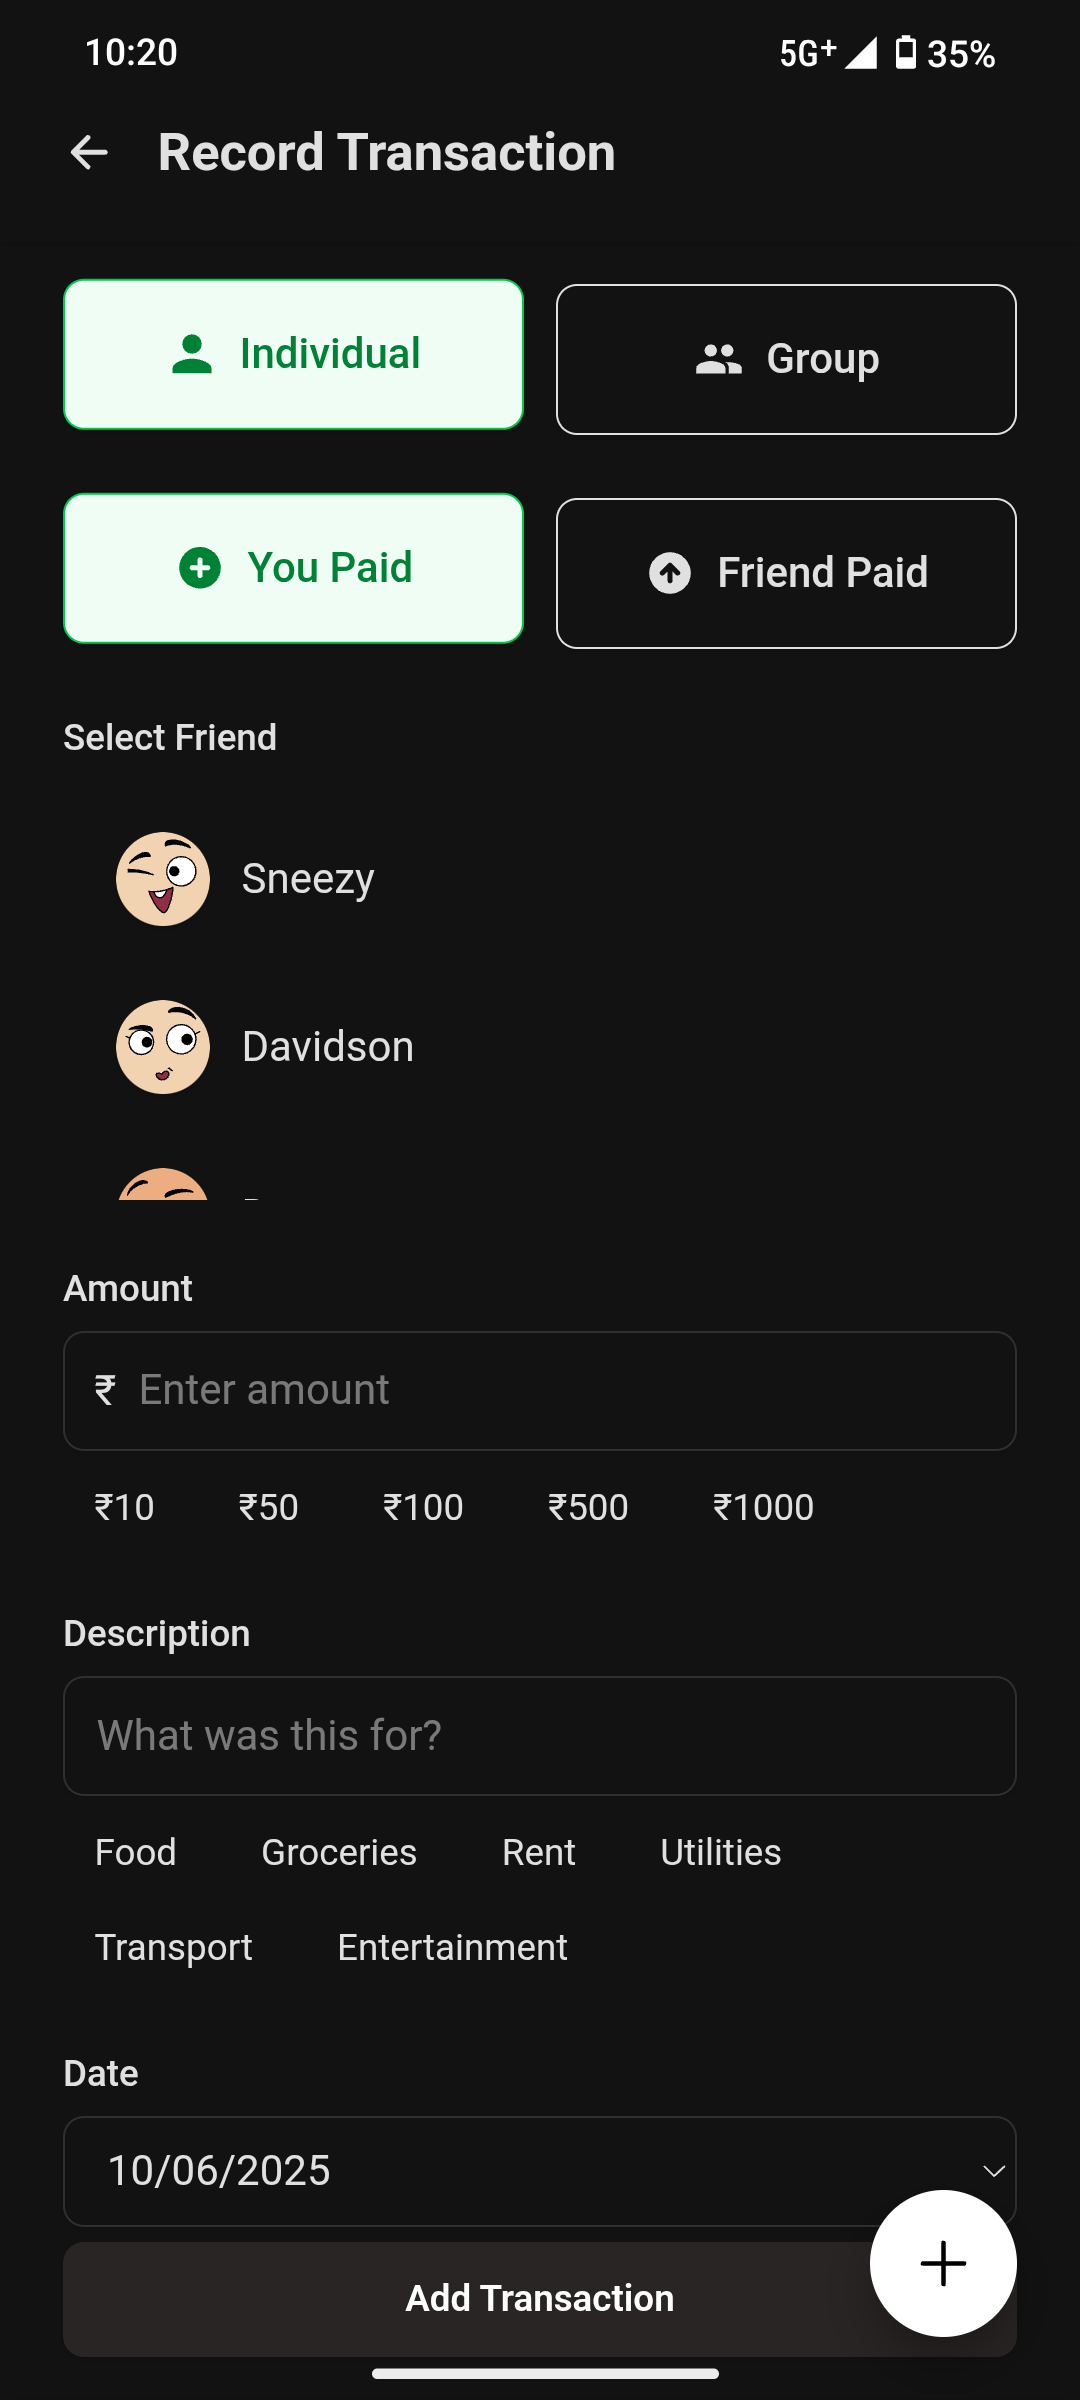 10:20 5G+ 35%
Record Transaction
Individual Group
You Paid Friend Paid
Select Friend
Sneezy
Davidson
Amount
₹ Enter amount
₹10 ₹50 ₹100 ₹500 ₹1000
Description
What was this for?
Food Groceries Rent Utilities
Transport Entertainment
Date
10/06/2025
Add Transaction